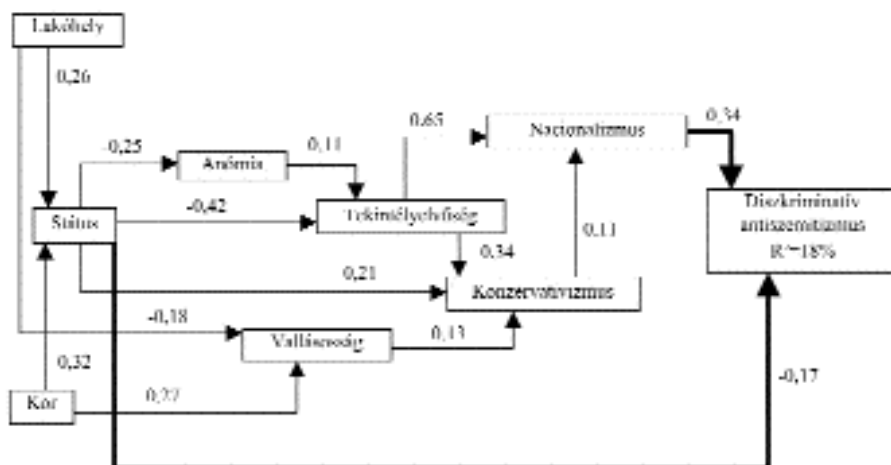 Lakóhely
0,26
0,65
Nacionalizmus
0,34
-0,25
Anómia
0,11
-0,42
Tekintélyelvűség
Diszkriminatív
antiszemitizmus
R²=18%
Státus
0,11
0,34
0,21
Konzervativizmus
-0,18
Vallásosság
0,13
0,32
-0,17
Kor
0,27